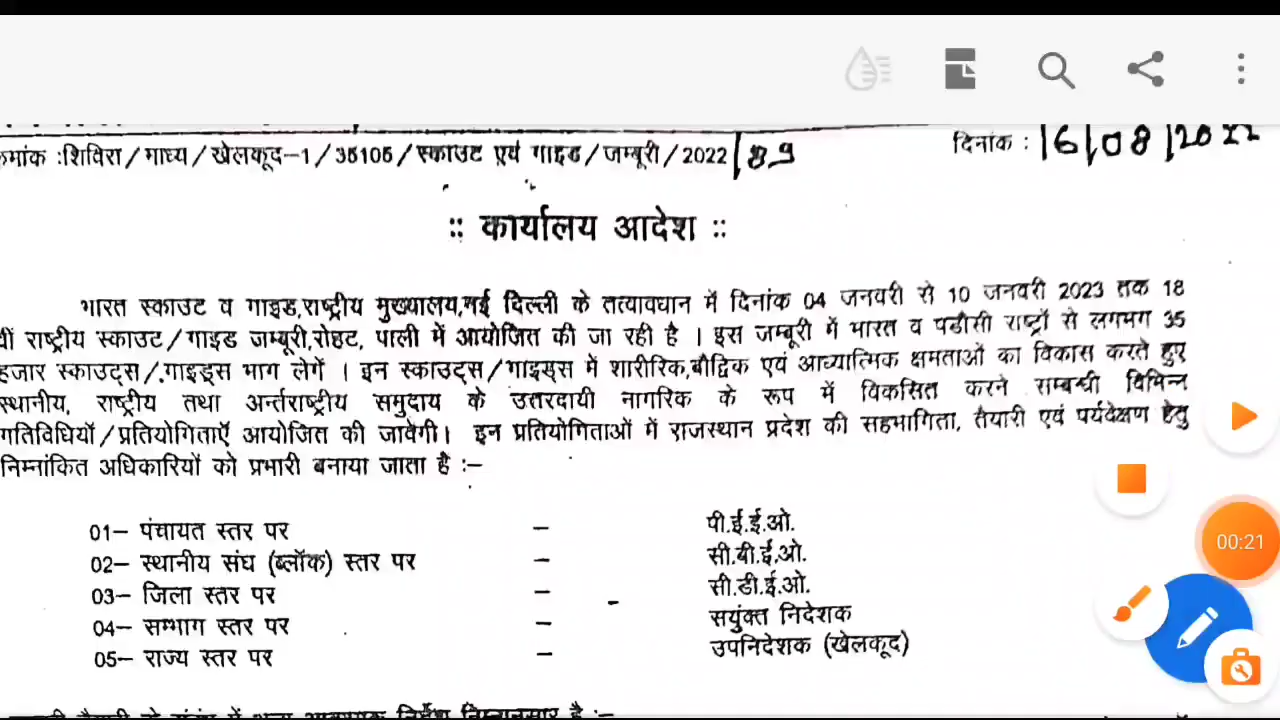 क्रमांक :शिविरा/माध्य/खेलकूद–1/35105/स्काउट एवं गाइड/जम्बूरी/2022/89
दिनांक : 16/08/2022
:: कार्यालय आदेश ::
भारत स्काउट व गाइड,राष्ट्रीय मुख्यालय,नई दिल्ली के तत्वावधान में दिनांक 04 जनवरी से 10 जनवरी 2023 तक 18
वीं राष्ट्रीय स्काउट/गाइड जम्बूरी,रोहट, पाली में आयोजित की जा रही है । इस जम्बूरी में भारत व पडौसी राष्ट्रों से लगभग 35
हजार स्काउट्स/गाइड्स भाग लेगें । इन स्काउट्स/गाइड्स में शारीरिक,बौद्विक एवं आध्यात्मिक क्षमताओं का विकास करते हुए
स्थानीय, राष्ट्रीय तथा अर्न्तराष्ट्रीय समुदाय के उत्तरदायी नागरिक के रूप में विकसित करने सम्बन्धी विभिन्न
गतिविधियॉ/प्रतियोगिताऍ आयोजित की जावेगी। इन प्रतियोगिताओं में राजस्थान प्रदेश की सहभागिता, तैयारी एवं पर्यवेक्षण हेतु
निम्नांकित अधिकारियों को प्रभारी बनाया जाता है :–
01– पंचायत स्तर पर – पी.ई.ई.ओ.
02– स्थानीय संघ (ब्लॉक) स्तर पर – सी.बी.ई.ओ.
03– जिला स्तर पर – सी.डी.ई.ओ.
04– सम्भाग स्तर पर – सयुंक्त निदेशक
05– राज्य स्तर पर – उपनिदेशक (खेलकूद)
00:21